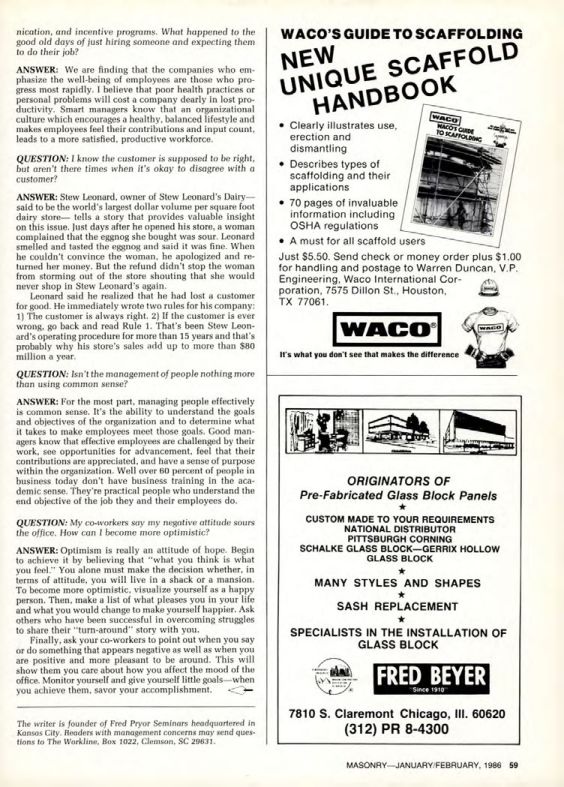 nication, and incentive programs. What happened to the
good old days of just hiring someone and expecting them
to do their job?
ANSWER: We are finding that the companies who em-
phasize the well-being of employees are those who pro-
gress most rapidly. I believe that poor health practices or
personal problems will cost a company dearly in lost pro-
ductivity. Smart managers know that an organizational
culture which encourages a healthy, balanced lifestyle and
makes employees feel their contributions and input count,
leads to a more satisfied, productive workforce.
QUESTION: I know the customer is supposed to be right,
but aren't there times when it's okay to disagree with a
customer?
ANSWER: Stew Leonard, owner of Stew Leonard's Dairy—
said to be the world's largest dollar volume per square foot
dairy store— tells a story that provides valuable insight
on this issue. Just days after he opened his store, a woman
complained that the eggnog she bought was sour. Leonard
smelled and tasted the eggnog and said it was fine. When
he couldn't convince the woman, he apologized and re-
turned her money. But the refund didn't stop the woman
from storming out of the store shouting that she would
never shop in Stew Leonard's again.
Leonard said he realized that he had lost a customer
for good. He immediately wrote two rules for his company:
1) The customer is always right. 2) If the customer is ever
wrong, go back and read Rule 1. That's been Stew Leon-
ard's operating procedure for more than 15 years and that's
probably why his store's sales add up to more than $80
million a year.
QUESTION: Isn't the management of people nothing more
than using common sense?
ANSWER: For the most part, managing people effectively
is common sense. It's the ability to understand the goals
and objectives of the organization and to determine what
it takes to make employees meet those goals. Good man-
agers know that effective employees are challenged by their
work, see opportunities for advancement, feel that their
contributions are appreciated, and have a sense of purpose
within the organization. Well over 60 percent of people in
business today don't have business training in the aca-
demic sense. They're practical people who understand the
end objective of the job they and their employees do.
QUESTION: My co-workers say my negative attitude sours
the office. How can I become more optimistic?
ANSWER: Optimism is really an attitude of hope. Begin
to achieve it by believing that "what you think is what
you feel." You alone must make the decision whether, in
terms of attitude, you will live in a shack or a mansion.
To become more optimistic, visualize yourself as a happy
person. Then, make a list of what pleases you in your life
and what you would change to make yourself happier. Ask
others who have been successful in overcoming struggles
to share their "turn-around" story with you.
Finally, ask your co-workers to point out when you say
or do something that appears negative as well as when you
are positive and more pleasant to be around. This will
show them you care about how you affect the mood of the
office. Monitor yourself and give yourself little goals—when
you achieve them, savor your accomplishment.
The writer is founder of Fred Pryor Seminars headquartered in
Kansas City. Readers with management concerns may send ques-
tions to The Workline, Box 1022, Clemson, SC 29631.
WACO'S GUIDE TO SCAFFOLDING
NEW
UNIQUE SCAFFOLD
HANDBOOK
• Clearly illustrates use,
erection and
dismantling
• Describes types of
scaffolding and their
applications
• 70 pages of invaluable
information including
OSHA regulations
• A must for all scaffold users
WACO
WACO'S GUIDE
TO SCAFFOLDING
Just $5.50. Send check or money order plus $1.00
for handling and postage to Warren Duncan, V.P.
Engineering, Waco International Cor-
poration, 7575 Dillon St., Houston,
TX 77061.
WACO®
WACO
It's what you don't see that makes the difference
ORIGINATORS OF
Pre-Fabricated Glass Block Panels
★
CUSTOM MADE TO YOUR REQUIREMENTS
NATIONAL DISTRIBUTOR
PITTSBURGH CORNING
SCHALKE GLASS BLOCK—GERRIX HOLLOW
GLASS BLOCK
★
MANY STYLES AND SHAPES
★
SASH REPLACEMENT
★
SPECIALISTS IN THE INSTALLATION OF
GLASS BLOCK
FRED BEYER
"Since 1910"
7810 S. Claremont Chicago, Ill. 60620
(312) PR 8-4300
MASONRY—JANUARY/FEBRUARY, 1986 59